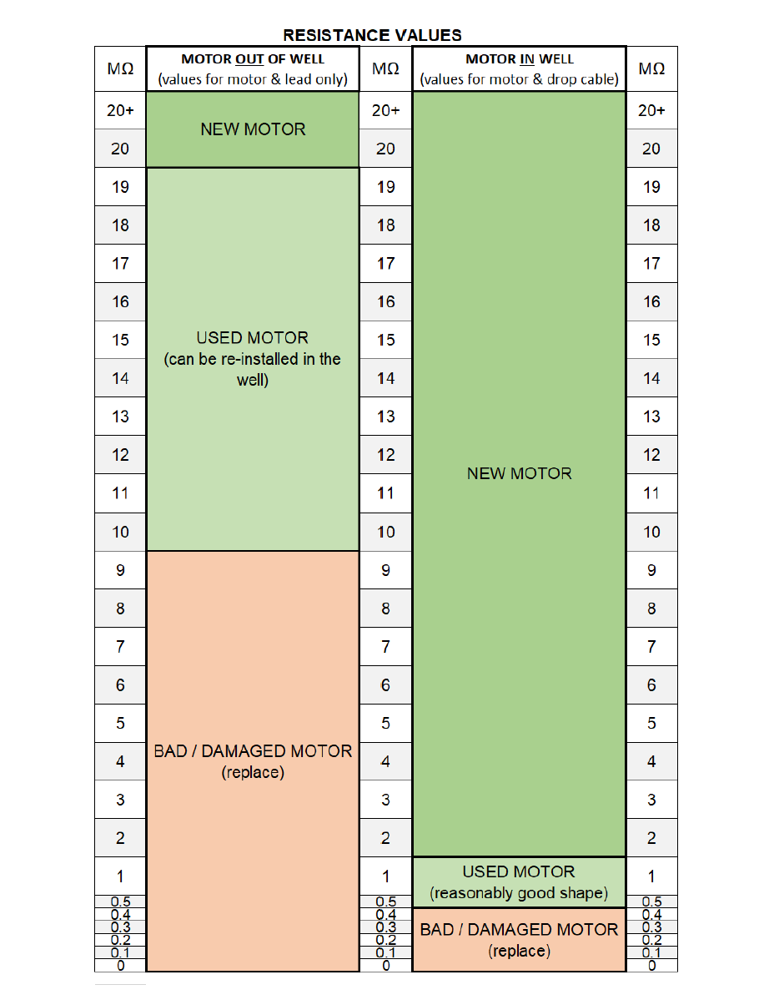 RESISTANCE VALUES
MΩ
MOTOR OUT OF WELL
(values for motor & lead only)
MΩ
MOTOR IN WELL
(values for motor & drop cable)
MΩ
20+ 20+ 20+
NEW MOTOR
20 20 20
19 19 19
18 18 18
17 17 17
16 16 16
15 USED MOTOR 15 15
(can be re-installed in the
well)
14 14 14
13 13 13
12 12 12
NEW MOTOR
11 11 11
10 10 10
9 9 9
8 8 8
7 7 7
6 6 6
5 5 5
BAD / DAMAGED MOTOR
4 4 4
(replace)
3 3 3
2 2 2
1 1 USED MOTOR 1
(reasonably good shape)
0.5 0.5 0.5
0.4 0.4 0.4
0.3 0.3 BAD / DAMAGED MOTOR 0.3
0.2 0.2 0.2
0.1 0.1 (replace) 0.1
0 0 0